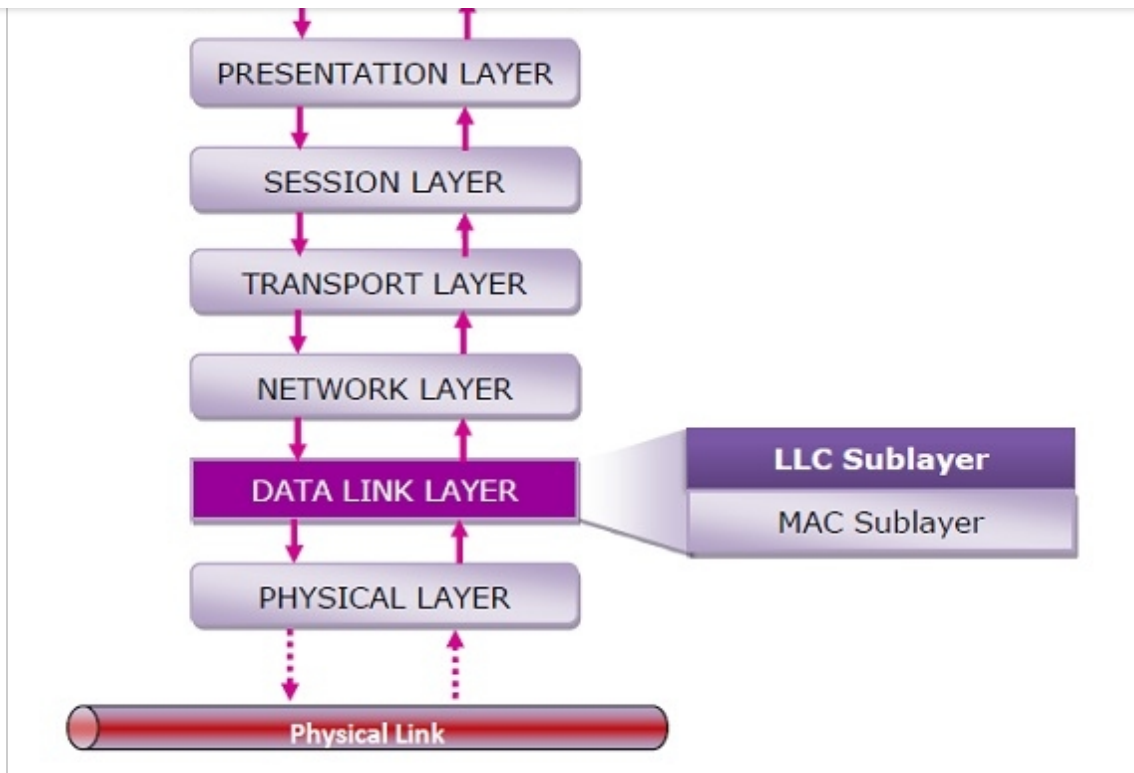 PRESENTATION LAYER
SESSION LAYER
TRANSPORT LAYER
NETWORK LAYER
DATA LINK LAYER
LLC Sublayer
MAC Sublayer
PHYSICAL LAYER
Physical Link